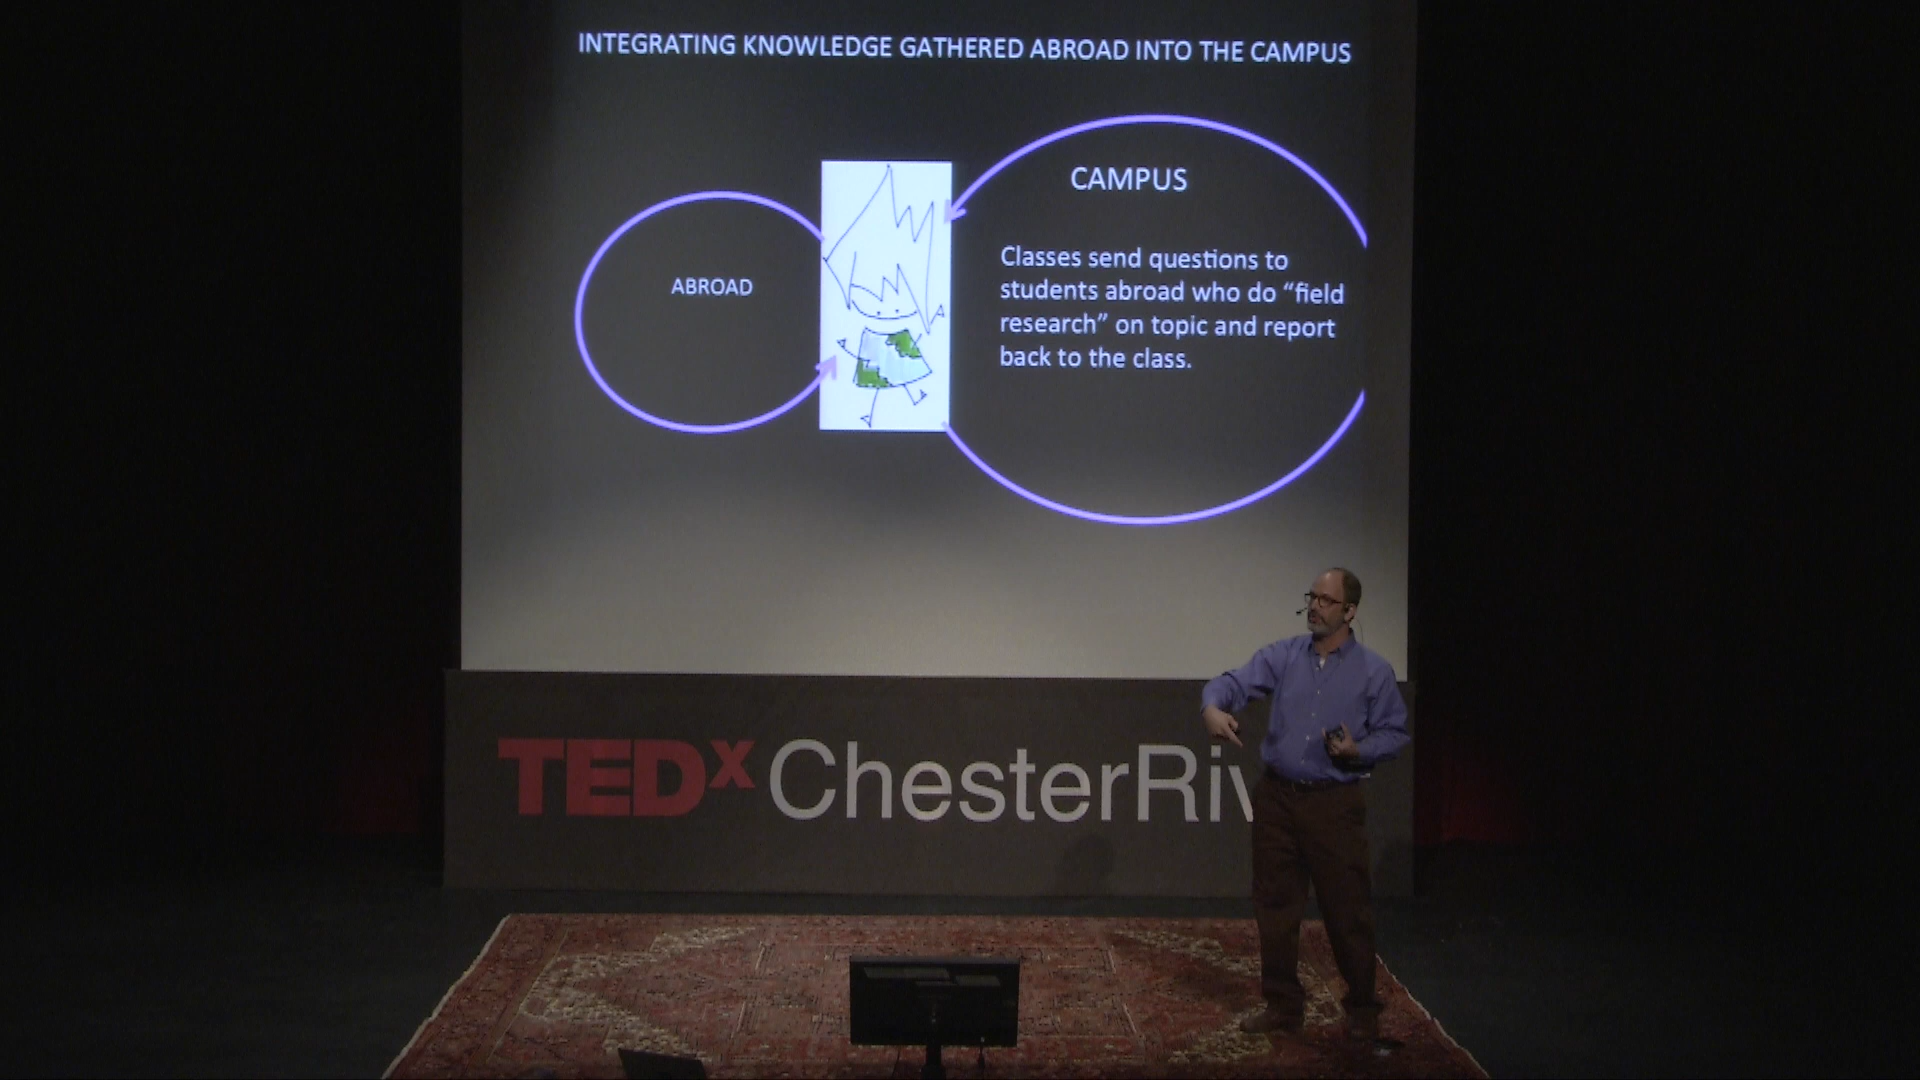 INTEGRATING KNOWLEDGE GATHERED ABROAD INTO THE CAMPUS
ABROAD
CAMPUS
Classes send questions to
students abroad who do “field
research” on topic and report
back to the class.
TEDx ChesterRiv